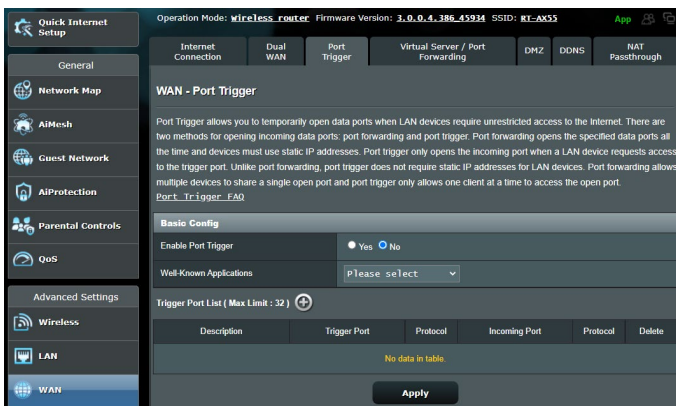 Quick Internet
Setup
Operation Mode: Wireless router Firmware Version: 3.0.0.4.386_45934 SSID: RT-AX55
App
Internet
Connection
Dual
WAN
Port
Trigger
Virtual Server / Port
Forwarding
DMZ
DDNS
NAT
Passthrough
General
Network Map
AiMesh
Guest Network
AiProtection
Parental Controls
QoS
Advanced Settings
Wireless
LAN
WAN
WAN - Port Trigger
Port Trigger allows you to temporarily open data ports when LAN devices require unrestricted access to the Internet. There are
two methods for opening incoming data ports: port forwarding and port trigger. Port forwarding opens the specified data ports all
the time and devices must use static IP addresses. Port trigger only opens the incoming port when a LAN device requests access
to the trigger port. Unlike port forwarding, port trigger does not require static IP addresses for LAN devices. Port forwarding allows
multiple devices to share a single open port and port trigger only allows one client at a time to access the open port.
Port Trigger FAQ
Basic Config
Enable Port Trigger
Yes No
Well-Known Applications
Please select
Trigger Port List ( Max Limit : 32 )
Description Trigger Port Protocol Incoming Port Protocol Delete
No data in table.
Apply